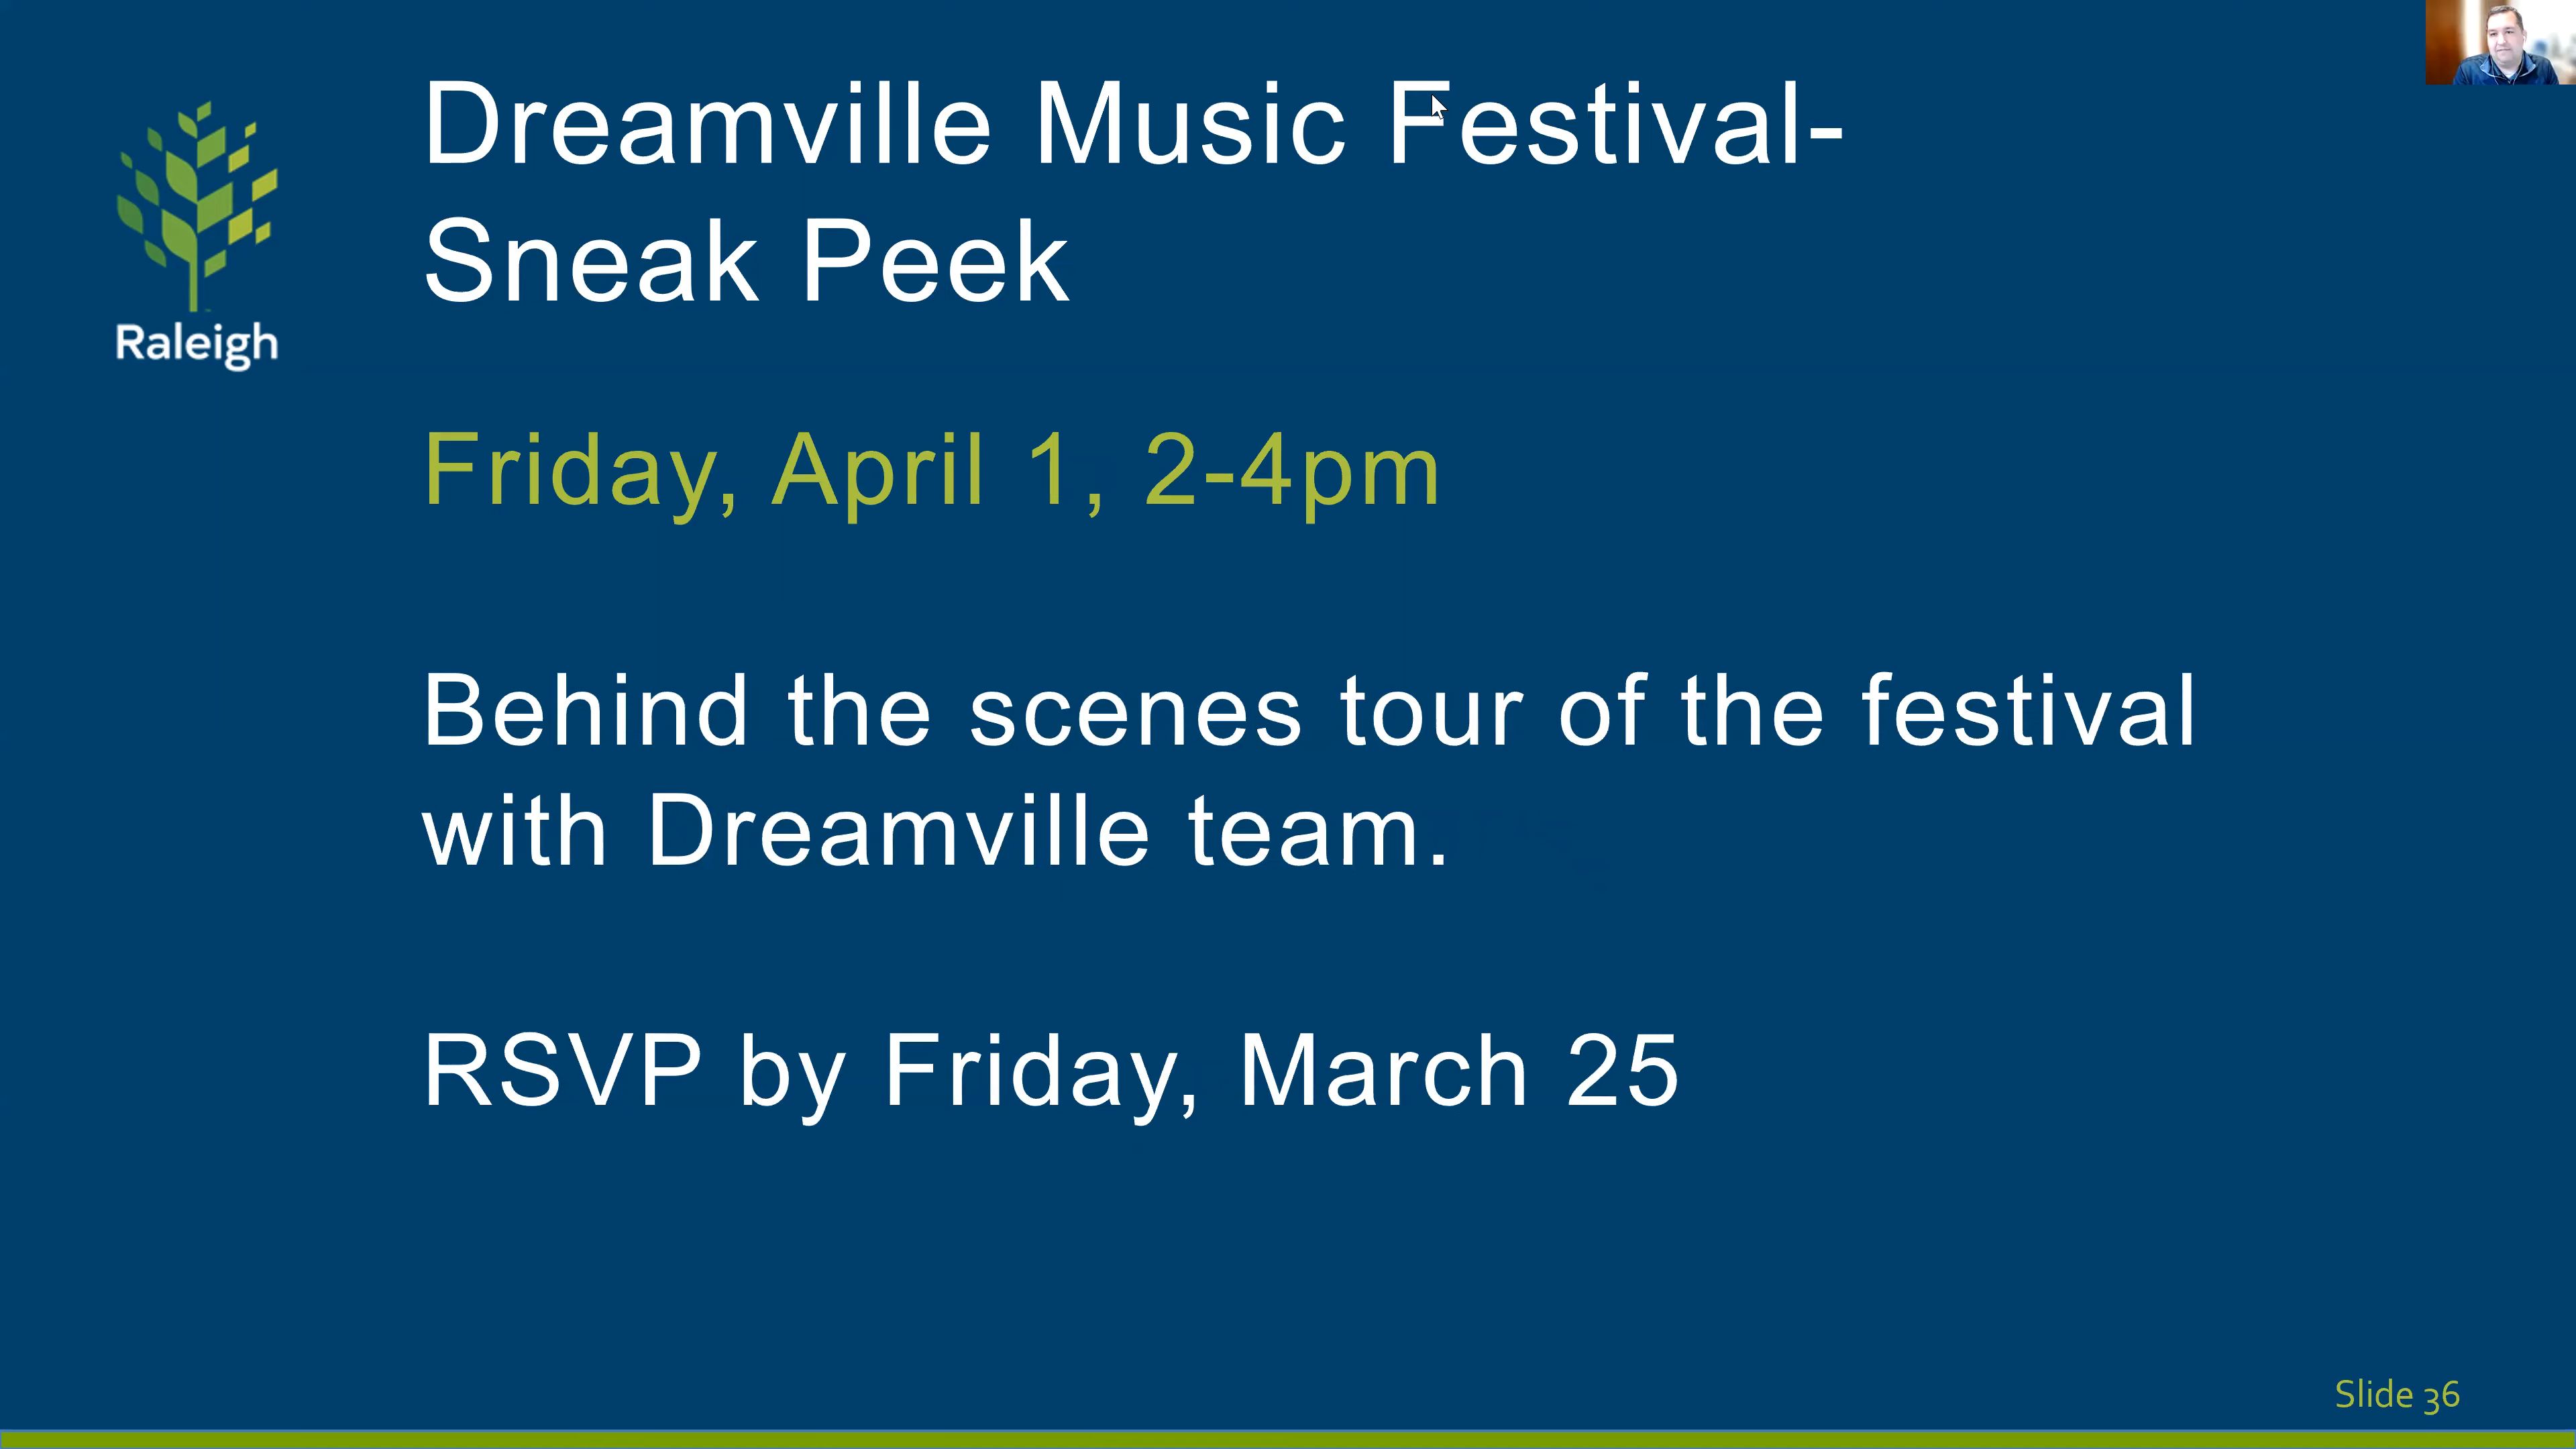 Dreamville Music Festival-
Sneak Peek
Raleigh
Friday, April 1, 2-4pm
Behind the scenes tour of the festival
with Dreamville team.
RSVP by Friday, March 25
Slide 36